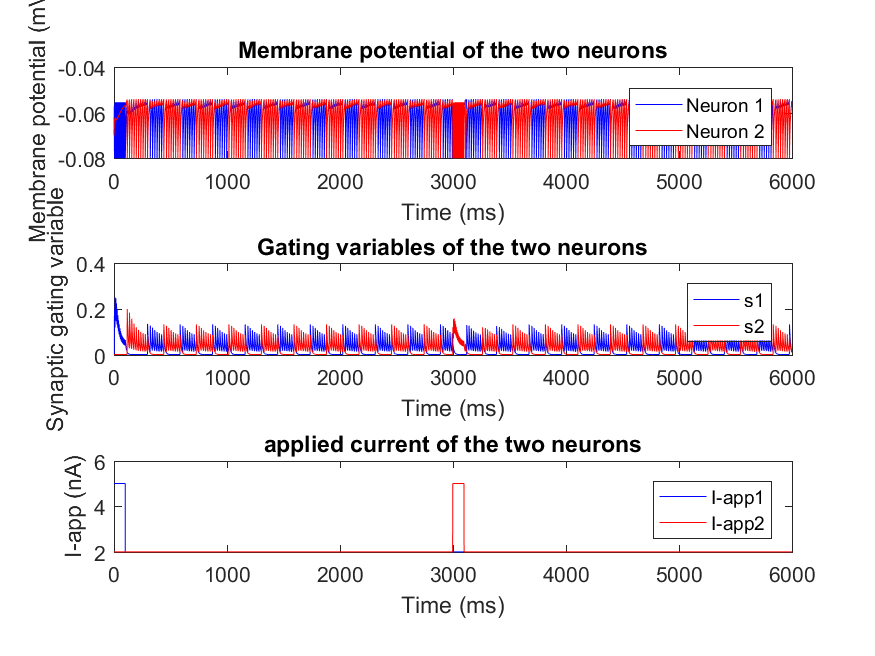 Membrane potential of the two neurons
Membrane potential (mV
-0.04
-0.06
-0.08
Neuron 1
Neuron 2
0 1000 2000 3000 4000 5000 6000
Time (ms)
Gating variables of the two neurons
Synaptic gating variable
0.4
0.2
0
s1
s2
0 1000 2000 3000 4000 5000 6000
Time (ms)
applied current of the two neurons
I-app (nA)
6
4
2
I-app1
I-app2
0 1000 2000 3000 4000 5000 6000
Time (ms)